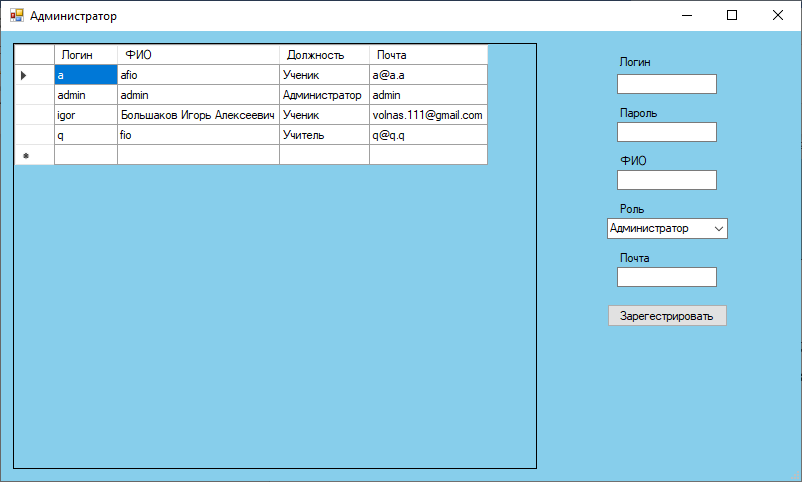 Администратор
Логин ФИО Должность Почта
a afio Ученик a@a.a
admin admin Администратор admin
igor Большаков Игорь Алексеевич Ученик volnas.111@gmail.com
q fio Учитель q@q.q
Логин
Пароль
ФИО
Роль
Администратор
Почта
Зарегестрировать